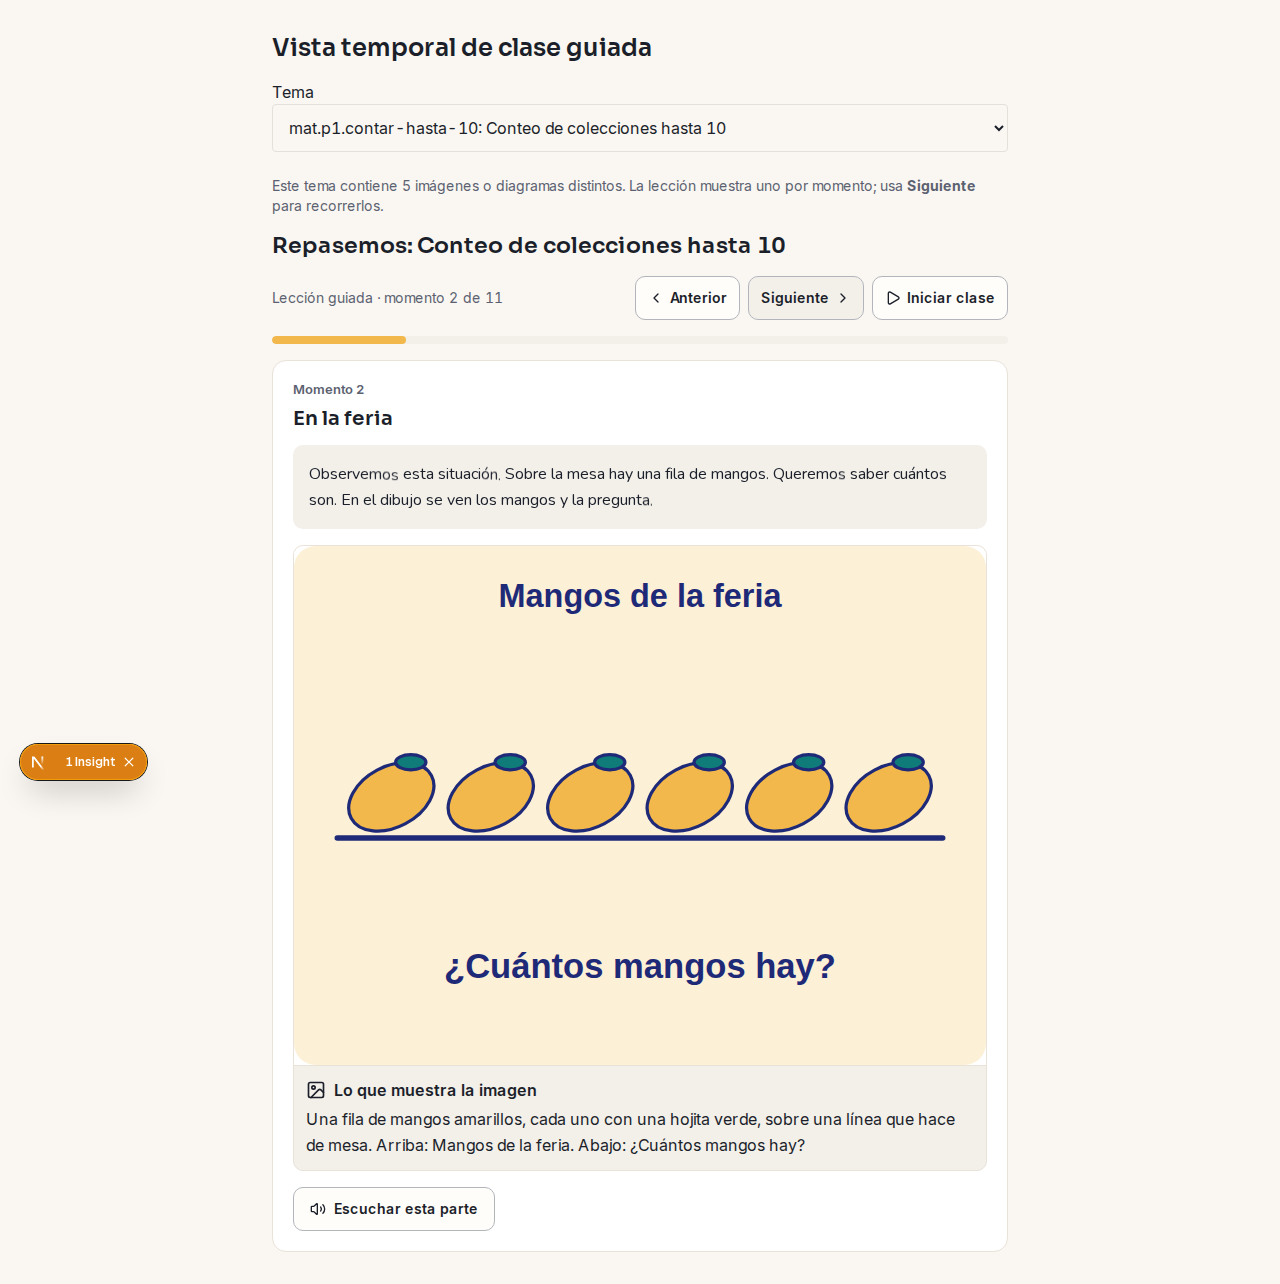 Vista temporal de clase guiada
Tema
mat.p1.contar-hasta-10: Conteo de colecciones hasta 10
Este tema contiene 5 imágenes o diagramas distintos. La lección muestra uno por momento; usa Siguiente
para recorrerlos.
Repasemos: Conteo de colecciones hasta 10
Lección guiada · momento 2 de 11
Anterior
Siguiente
Iniciar clase
Momento 2
En la feria
Observemos esta situación. Sobre la mesa hay una fila de mangos. Queremos saber cuántos
son. En el dibujo se ven los mangos y la pregunta.
Mangos de la feria
1 Insight
¿Cuántos mangos hay?
Lo que muestra la imagen
Una fila de mangos amarillos, cada uno con una hojita verde, sobre una línea que hace
de mesa. Arriba: Mangos de la feria. Abajo: ¿Cuántos mangos hay?
Escuchar esta parte